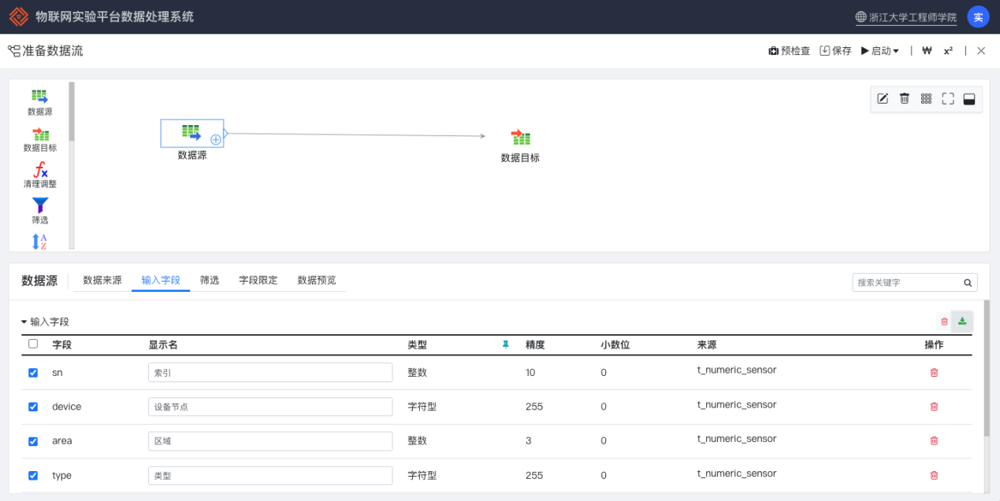 物联网实验平台数据处理系统
浙江大学工程师学院
实
准备数据流
预检查
保存
启动
x²
数据源
数据目标
清理调整
筛选
A
Z
数据源
数据目标
数据源
数据来源
输入字段
筛选
字段限定
数据预览
搜索关键字
输入字段
字段 显示名 类型 精度 小数位 来源 操作
sn 索引 整数 10 0 t_numeric_sensor
device 设备节点 字符型 255 0 t_numeric_sensor
area 区域 整数 3 0 t_numeric_sensor
type 类型 字符型 255 0 t_numeric_sensor